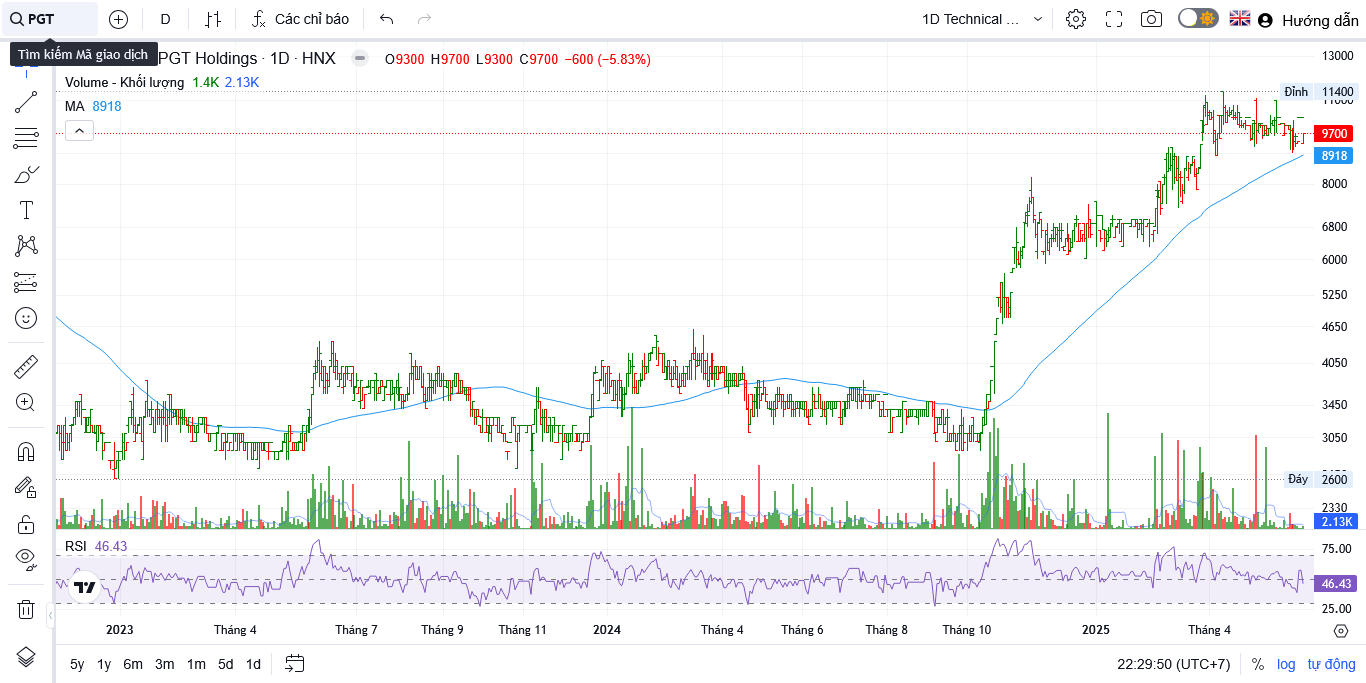 PGT
D
Các chỉ báo
1D Technical ...
Hướng dẫn
Tìm kiếm Mã giao dịch
PGT Holdings · 1D · HNX
O9300 H9700 L9300 C9700 −600 (−5.83%)
Volume - Khối lượng 1.4K 2.13K
MA 8918
13000
Đỉnh 11400
11000
9700
8918
8000
6800
6000
5250
4650
4050
3450
3050
Đáy 2600
2330
2.13K
RSI 46.43
75.00
46.43
25.00
2023 Tháng 4 Tháng 7 Tháng 9 Tháng 11 2024 Tháng 4 Tháng 6 Tháng 8 Tháng 10 2025 Tháng 4
5y 1y 6m 3m 1m 5d 1d
22:29:50 (UTC+7) % log tự động